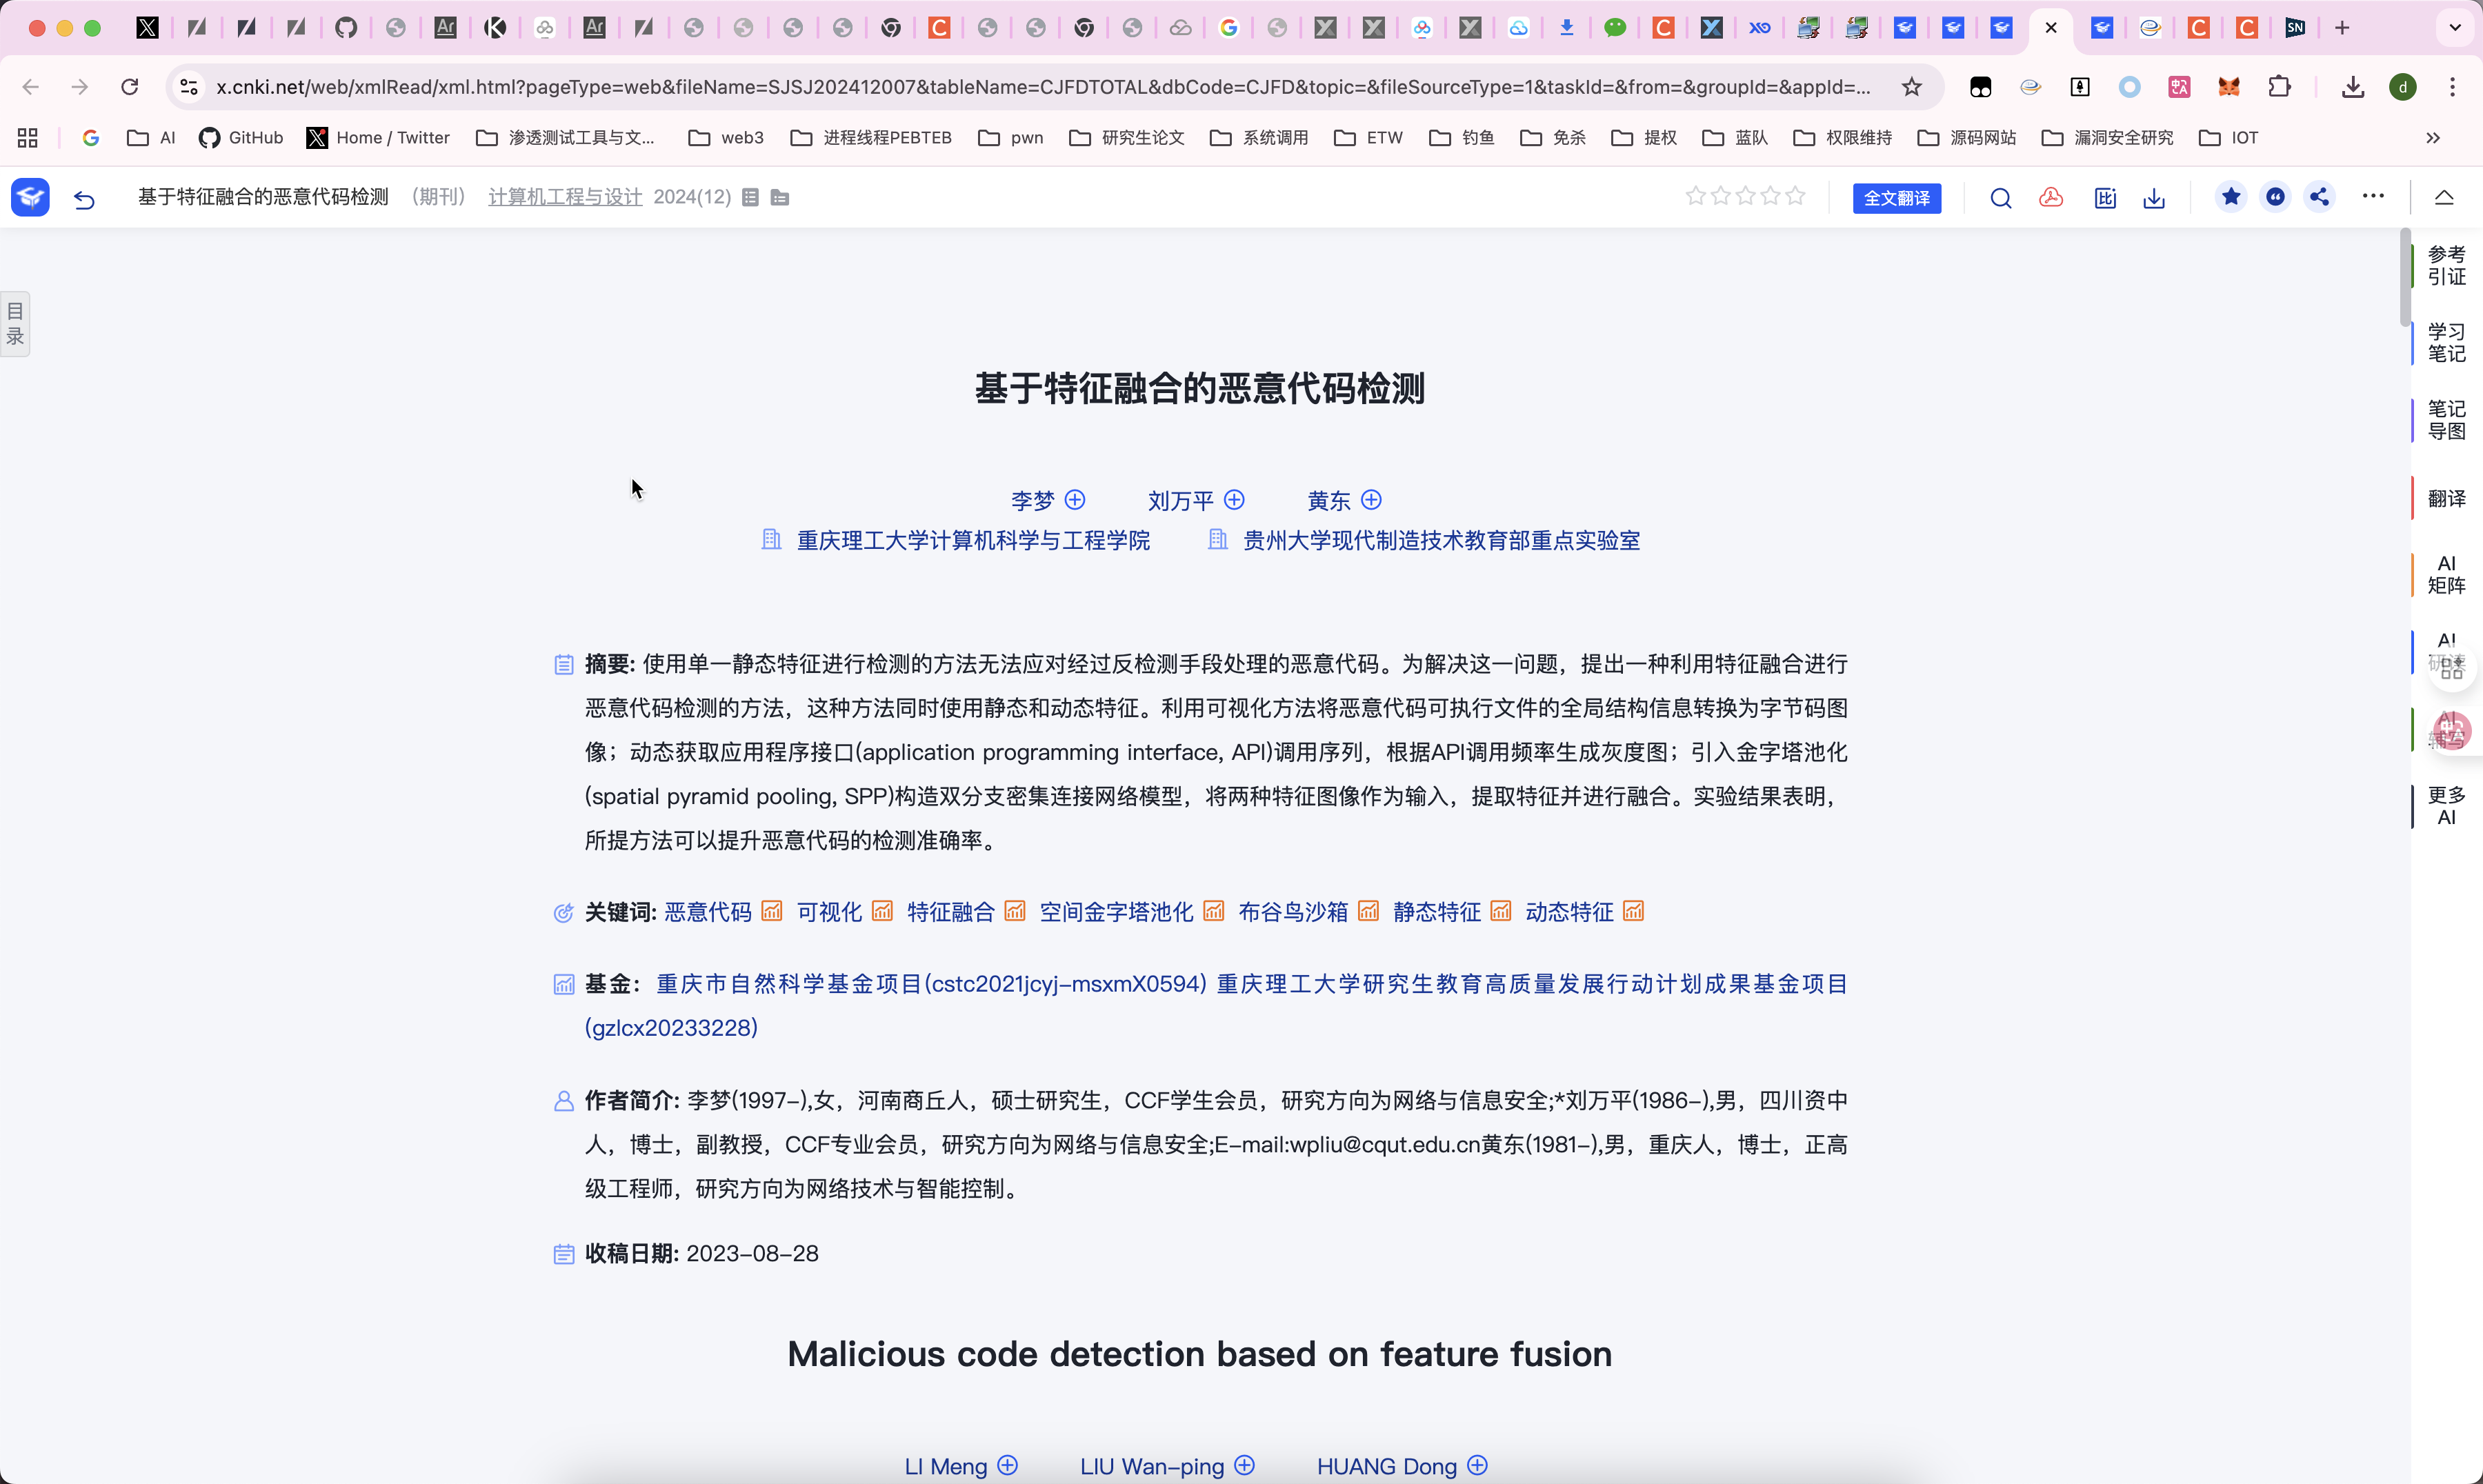 x.cnki.net/web/xmlRead/xml.html?pageType=web&fileName=SJSJ202412007&tableName=CJFDTOTAL&dbCode=CJFD&topic=&fileSourceType=1&taskId=&from=&groupId=&appId=...
d
AI
GitHub
Home / Twitter
渗透测试工具与文...
web3
进程线程PEBTEB
pwn
研究生论文
系统调用
ETW
钓鱼
免杀
提权
蓝队
权限维持
源码网站
漏洞安全研究
IOT
基于特征融合的恶意代码检测 （期刊） 计算机工程与设计 2024(12)
全文翻译
目录
参考引证
学习笔记
笔记导图
翻译
AI矩阵
更多AI
基于特征融合的恶意代码检测
李梦 刘万平 黄东
重庆理工大学计算机科学与工程学院 贵州大学现代制造技术教育部重点实验室
摘要: 使用单一静态特征进行检测的方法无法应对经过反检测手段处理的恶意代码。为解决这一问题，提出一种利用特征融合进行
恶意代码检测的方法，这种方法同时使用静态和动态特征。利用可视化方法将恶意代码可执行文件的全局结构信息转换为字节码图
像；动态获取应用程序接口(application programming interface, API)调用序列，根据API调用频率生成灰度图；引入金字塔池化
(spatial pyramid pooling, SPP)构造双分支密集连接网络模型，将两种特征图像作为输入，提取特征并进行融合。实验结果表明，
所提方法可以提升恶意代码的检测准确率。
关键词: 恶意代码 可视化 特征融合 空间金字塔池化 布谷鸟沙箱 静态特征 动态特征
基金： 重庆市自然科学基金项目(cstc2021jcyj-msxmX0594) 重庆理工大学研究生教育高质量发展行动计划成果基金项目
(gzlcx20233228)
作者简介: 李梦(1997-),女，河南商丘人，硕士研究生，CCF学生会员，研究方向为网络与信息安全;*刘万平(1986-),男，四川资中
人，博士，副教授，CCF专业会员，研究方向为网络与信息安全;E-mail:wpliu@cqut.edu.cn黄东(1981-),男，重庆人，博士，正高
级工程师，研究方向为网络技术与智能控制。
收稿日期: 2023-08-28
Malicious code detection based on feature fusion
LI Meng LIU Wan-ping HUANG Dong